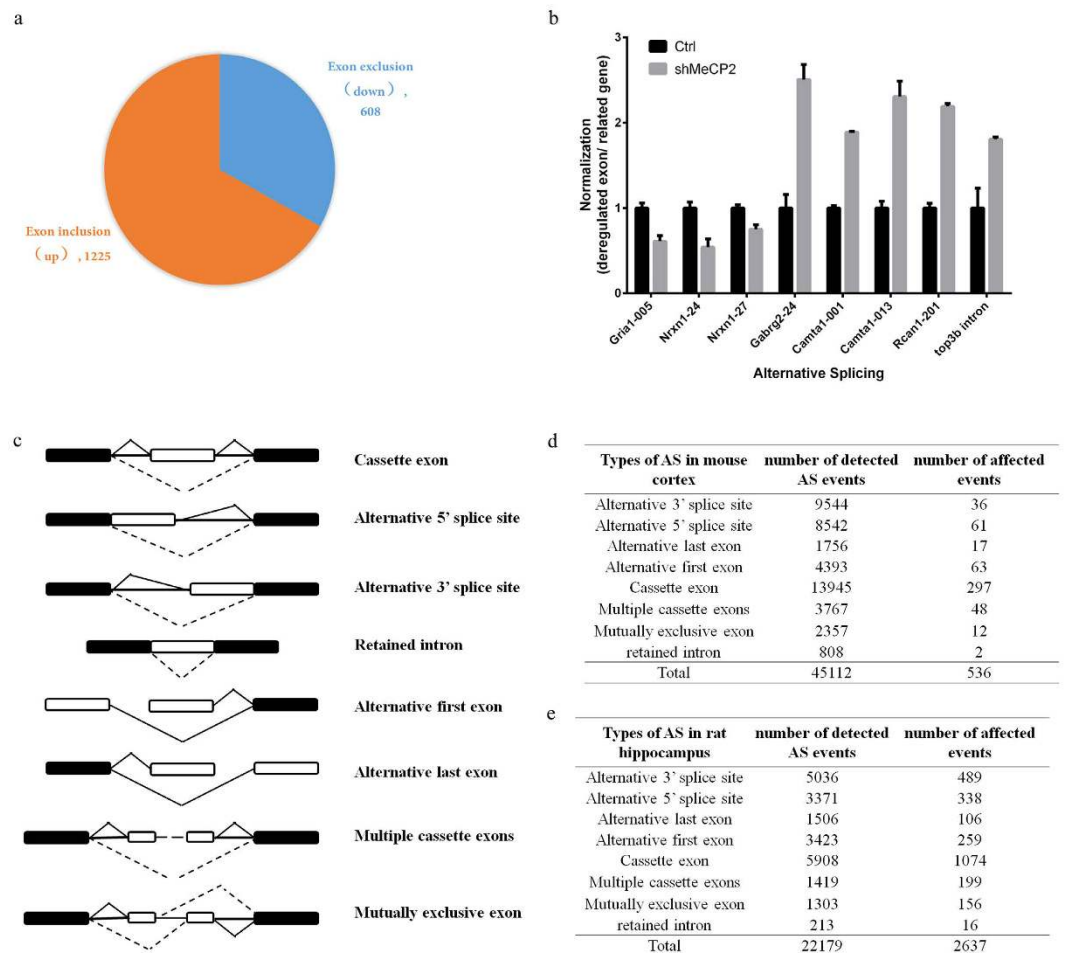 a
Exon exclusion
（down）,
608
Exon inclusion
（up）, 1225
b
Ctrl
shMeCP2
Normalization
(deregulated exon/ related gene)
3
2
1
0
Gria1-005
Nrxn1-24
Nrxn1-27
Gabrg2-24
Camta1-001
Camta1-013
Rcan1-201
top3b intron
Alternative Splicing
c
Cassette exon
Alternative 5’ splice site
Alternative 3’ splice site
Retained intron
Alternative first exon
Alternative last exon
Multiple cassette exons
Mutually exclusive exon
d
Types of AS in mouse cortex number of detected AS events number of affected events
Alternative 3’ splice site 9544 36
Alternative 5’ splice site 8542 61
Alternative last exon 1756 17
Alternative first exon 4393 63
Cassette exon 13945 297
Multiple cassette exons 3767 48
Mutually exclusive exon 2357 12
retained intron 808 2
Total 45112 536
e
Types of AS in rat hippocampus number of detected AS events number of affected events
Alternative 3’ splice site 5036 489
Alternative 5’ splice site 3371 338
Alternative last exon 1506 106
Alternative first exon 3423 259
Cassette exon 5908 1074
Multiple cassette exons 1419 199
Mutually exclusive exon 1303 156
retained intron 213 16
Total 22179 2637